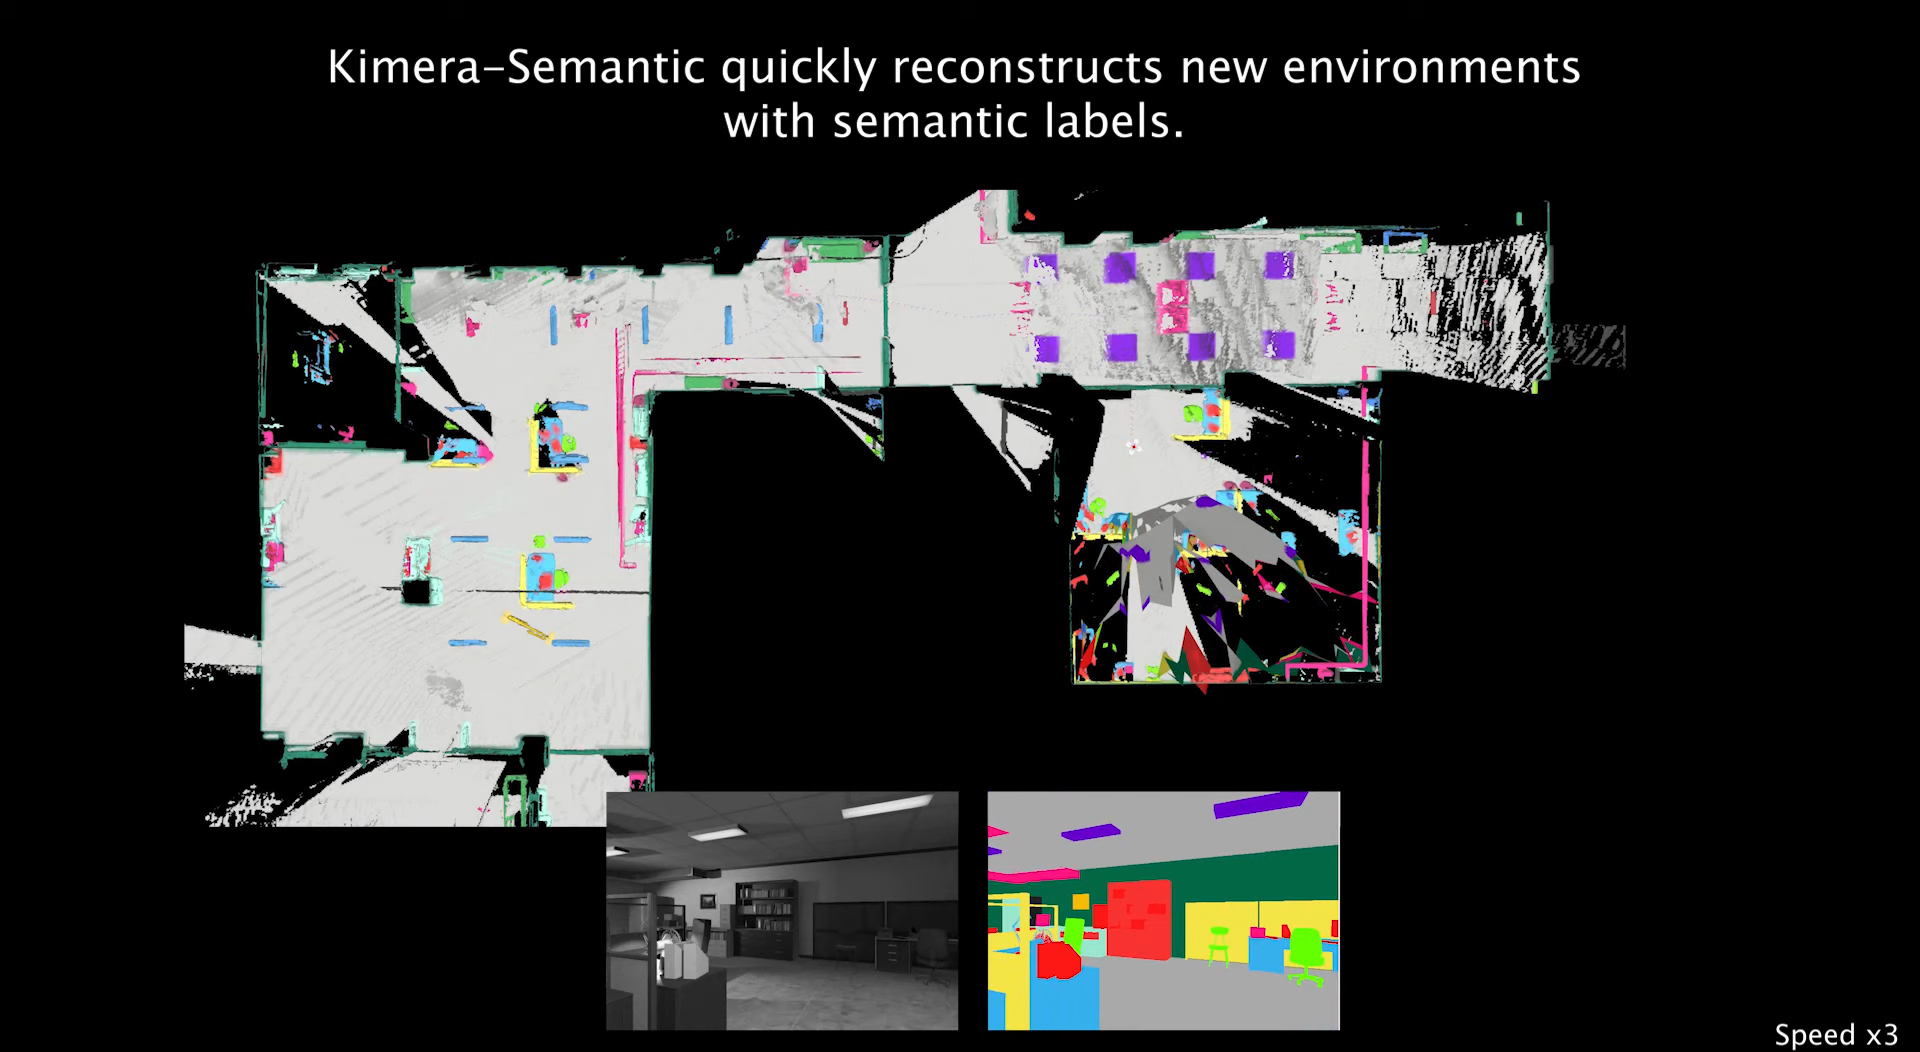 Kimera-Semantic quickly reconstructs new environments
with semantic labels.
Speed x3